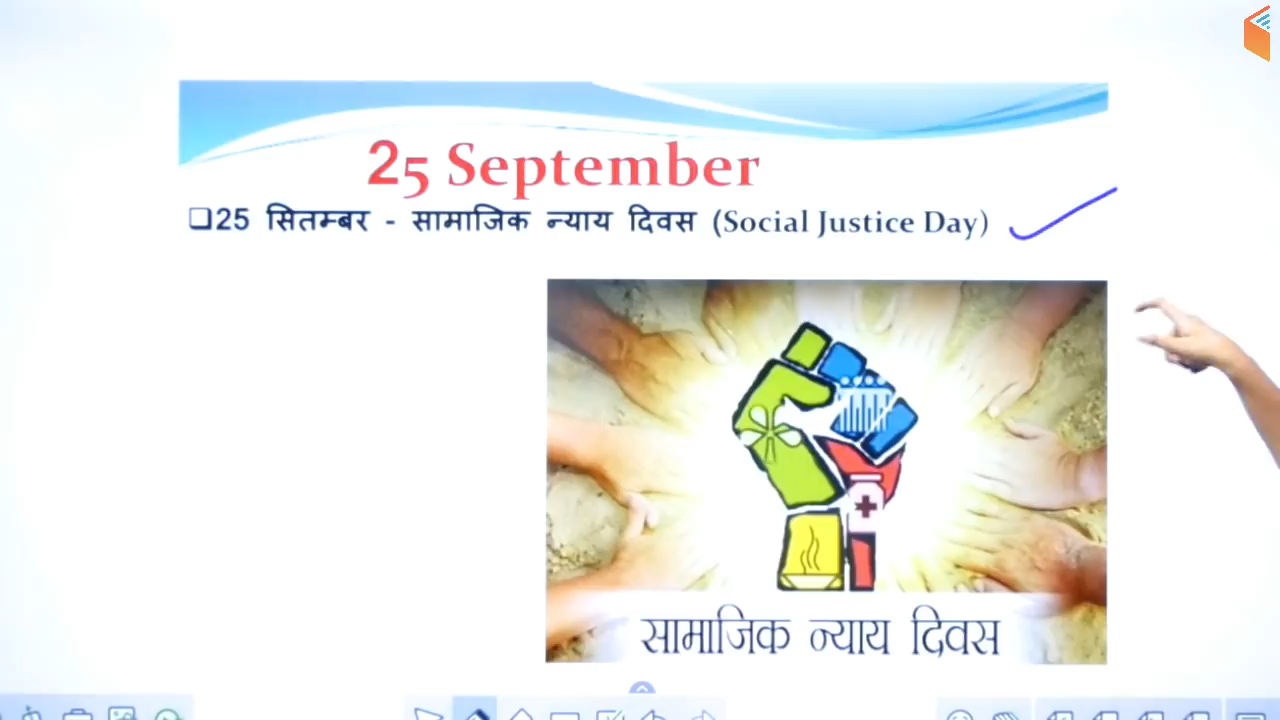 25 September
❑25 सितम्बर - सामाजिक न्याय दिवस (Social Justice Day)
सामाजिक न्याय दिवस